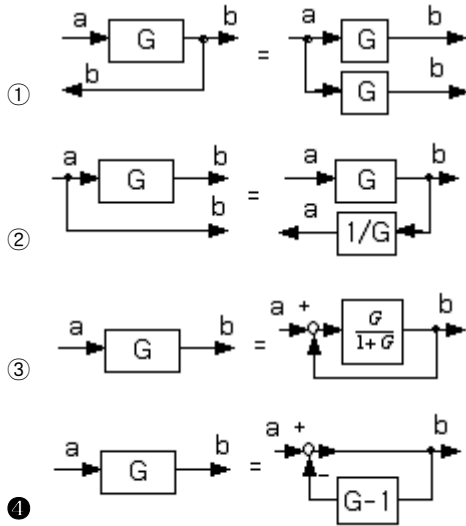 a G b = a G b
b G b
①
a G b = a G b
b a 1/G
②
a G b = a + G/1+G b
③
a G b = a + b
− G-1
❹